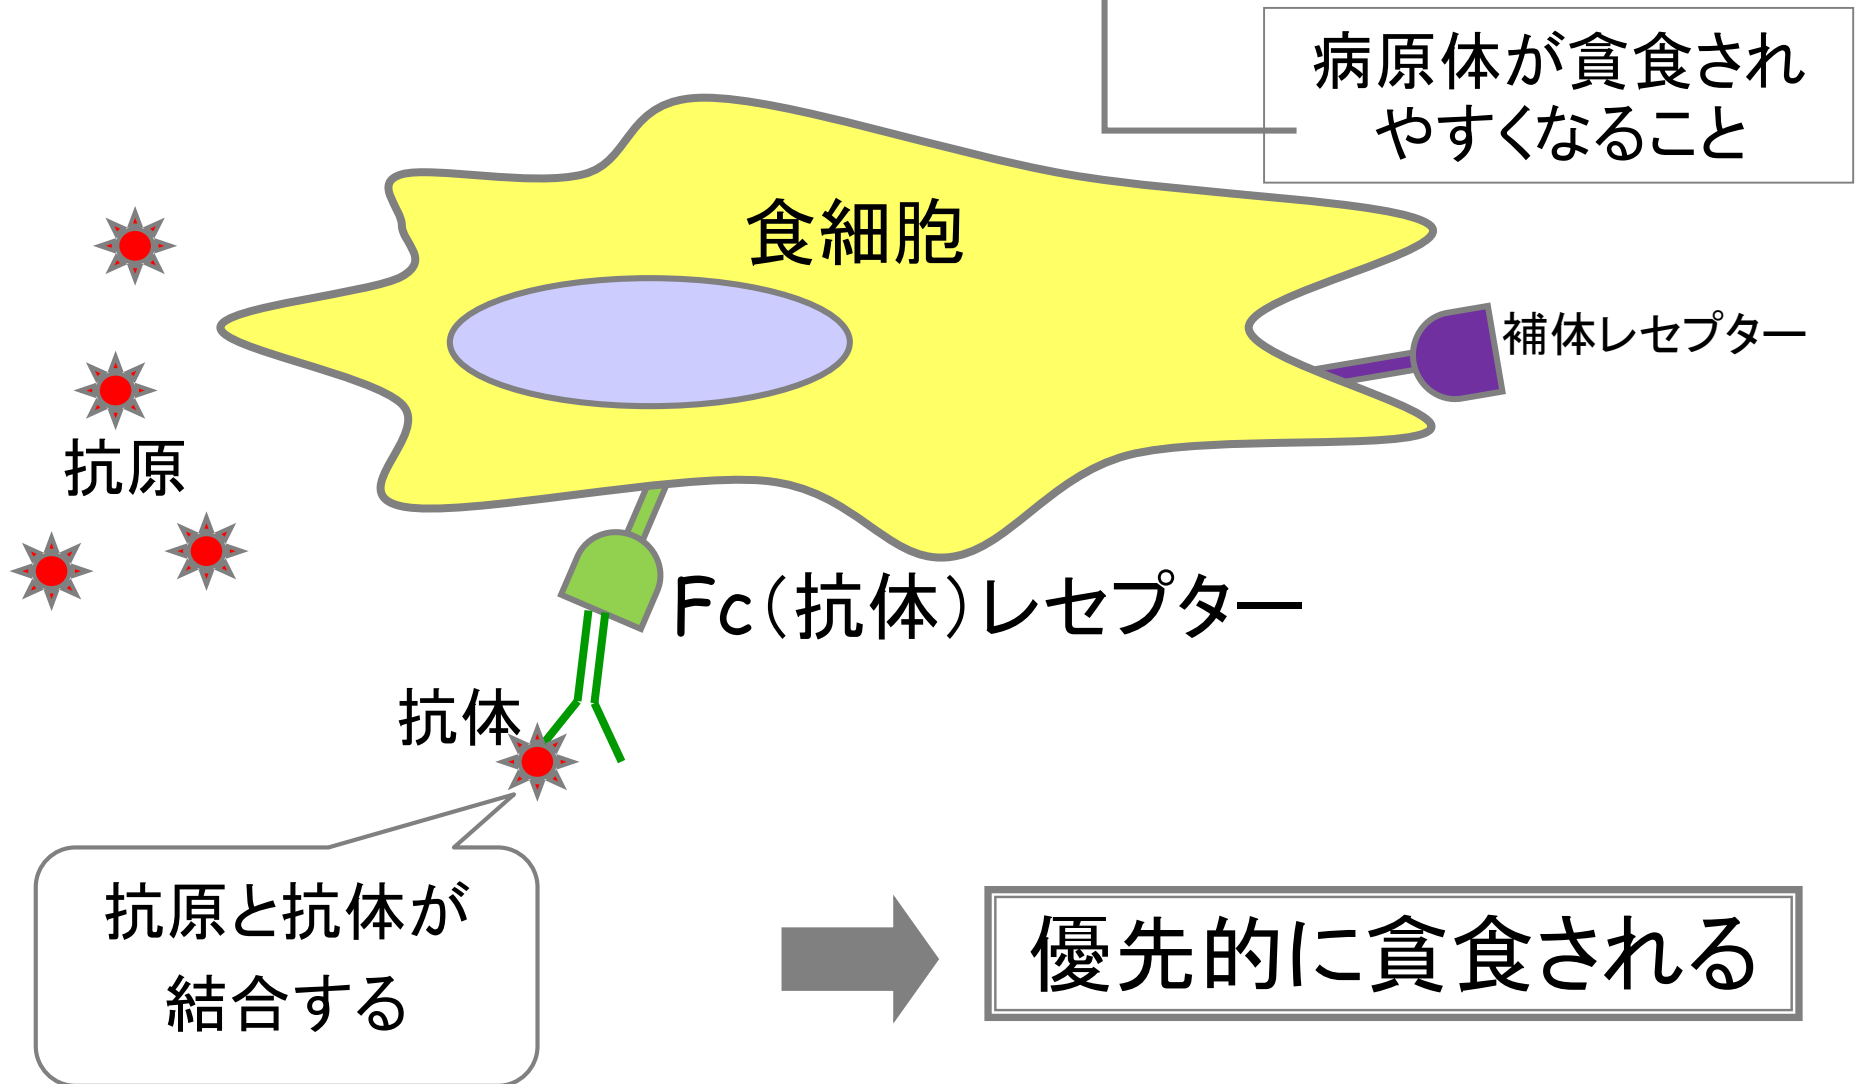 病原体が貪食され
やすくなること
食細胞
補体レセプター
抗原
Fc(抗体)レセプター
抗体
抗原と抗体が
結合する
優先的に貪食される